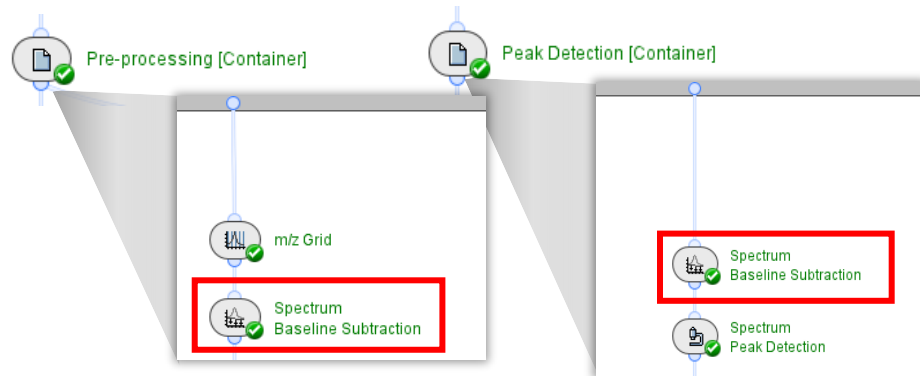 Pre-processing [Container]
Peak Detection [Container]
m/z Grid
Spectrum
Baseline Subtraction
Spectrum
Baseline Subtraction
Spectrum
Peak Detection